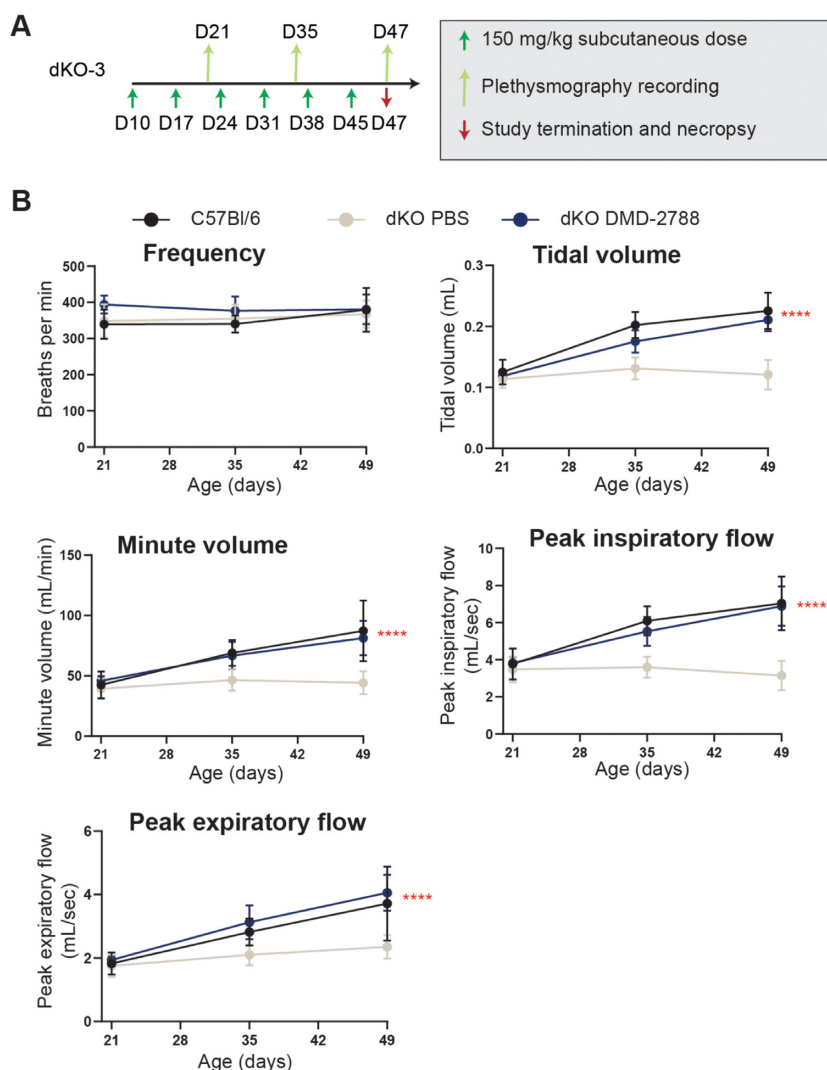 A
D21 D35 D47
dKO-3
D10 D17 D24 D31 D38 D45 D47
150 mg/kg subcutaneous dose
Plethysmography recording
Study termination and necropsy
B
C57Bl/6 dKO PBS dKO DMD-2788
Frequency
Breaths per min
500
400
300
200
100
0
21 28 35 42 49
Age (days)
Tidal volume
Tidal volume (mL)
0.3
0.2
0.1
0.0
****
21 28 35 42 49
Age (days)
Minute volume
Minute volume (mL/min)
150
100
50
0
****
21 28 35 42 49
Age (days)
Peak inspiratory flow
Peak inspiratory flow
(mL/sec)
10
8
6
4
2
0
****
21 28 35 42 49
Age (days)
Peak expiratory flow
Peak expiratory flow
(mL/sec)
6
4
2
0
****
21 28 35 42 49
Age (days)